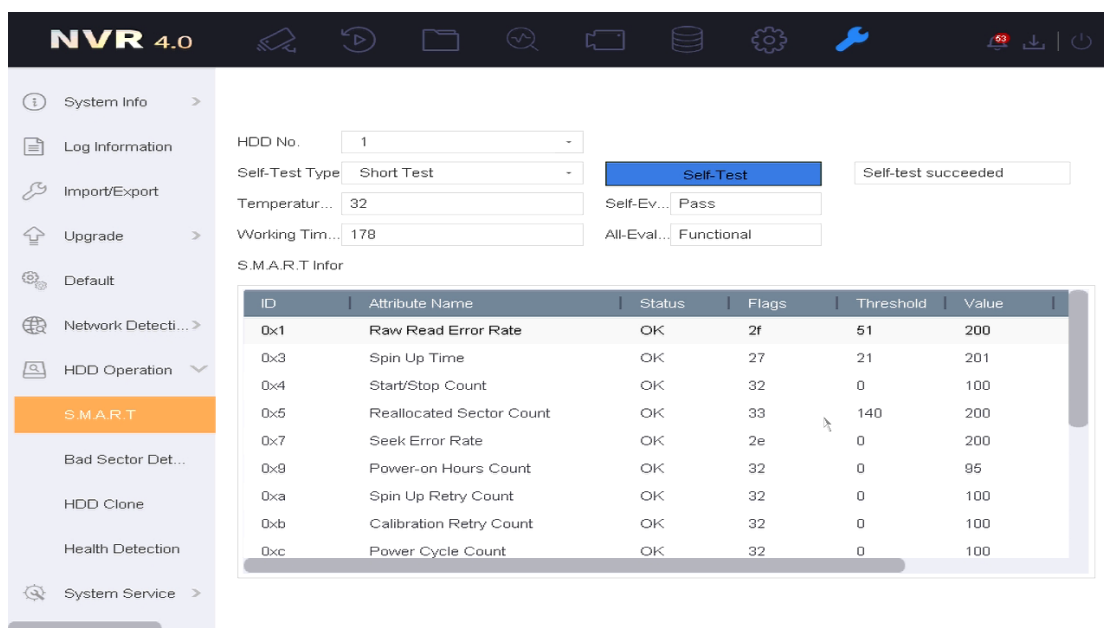 NVR 4.0
53
System Info >
Log Information
Import/Export
Upgrade >
Default
Network Detecti... >
HDD Operation
S.M.A.R.T
Bad Sector Det...
HDD Clone
Health Detection
System Service >
HDD No. 1
Self-Test Type Short Test Self-Test Self-test succeeded
Temperatur... 32 Self-Ev... Pass
Working Tim... 178 All-Eval... Functional
S.M.A.R.T Infor
ID Attribute Name Status Flags Threshold Value
0x1 Raw Read Error Rate OK 2f 51 200
0x3 Spin Up Time OK 27 21 201
0x4 Start/Stop Count OK 32 0 100
0x5 Reallocated Sector Count OK 33 140 200
0x7 Seek Error Rate OK 2e 0 200
0x9 Power-on Hours Count OK 32 0 95
0xa Spin Up Retry Count OK 32 0 100
0xb Calibration Retry Count OK 32 0 100
0xc Power Cycle Count OK 32 0 100